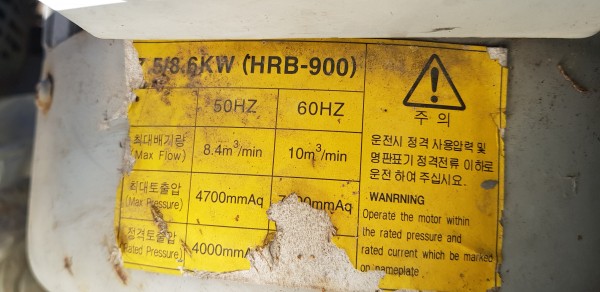 7.5/8.6KW (HRB-900)
50HZ 60HZ
최대배기량 8.4m³/min 10m³/min
(Max Flow)
최대토출압 4700mmAq mmAq
(Max Pressure)
정격토출압 4000mmA
(Rated Pressure)
주 의
운전시 정격 사용압력 및
명판표기 정격전류 이하로
운전 하여 주십시요.
WANRNING
Operate the motor within
the rated pressure and
rated current which be marked
on nameplate